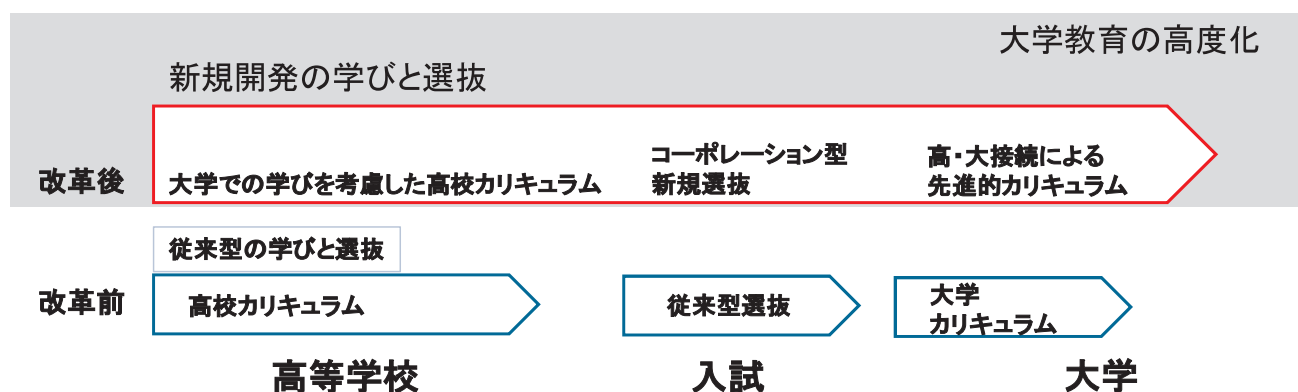 大学教育の高度化
新規開発の学びと選抜
改革後
大学での学びを考慮した高校カリキュラム
コーポレーション型
新規選抜
高・大接続による
先進的カリキュラム
従来型の学びと選抜
改革前
高校カリキュラム
従来型選抜
大学
カリキュラム
高等学校
入試
大学